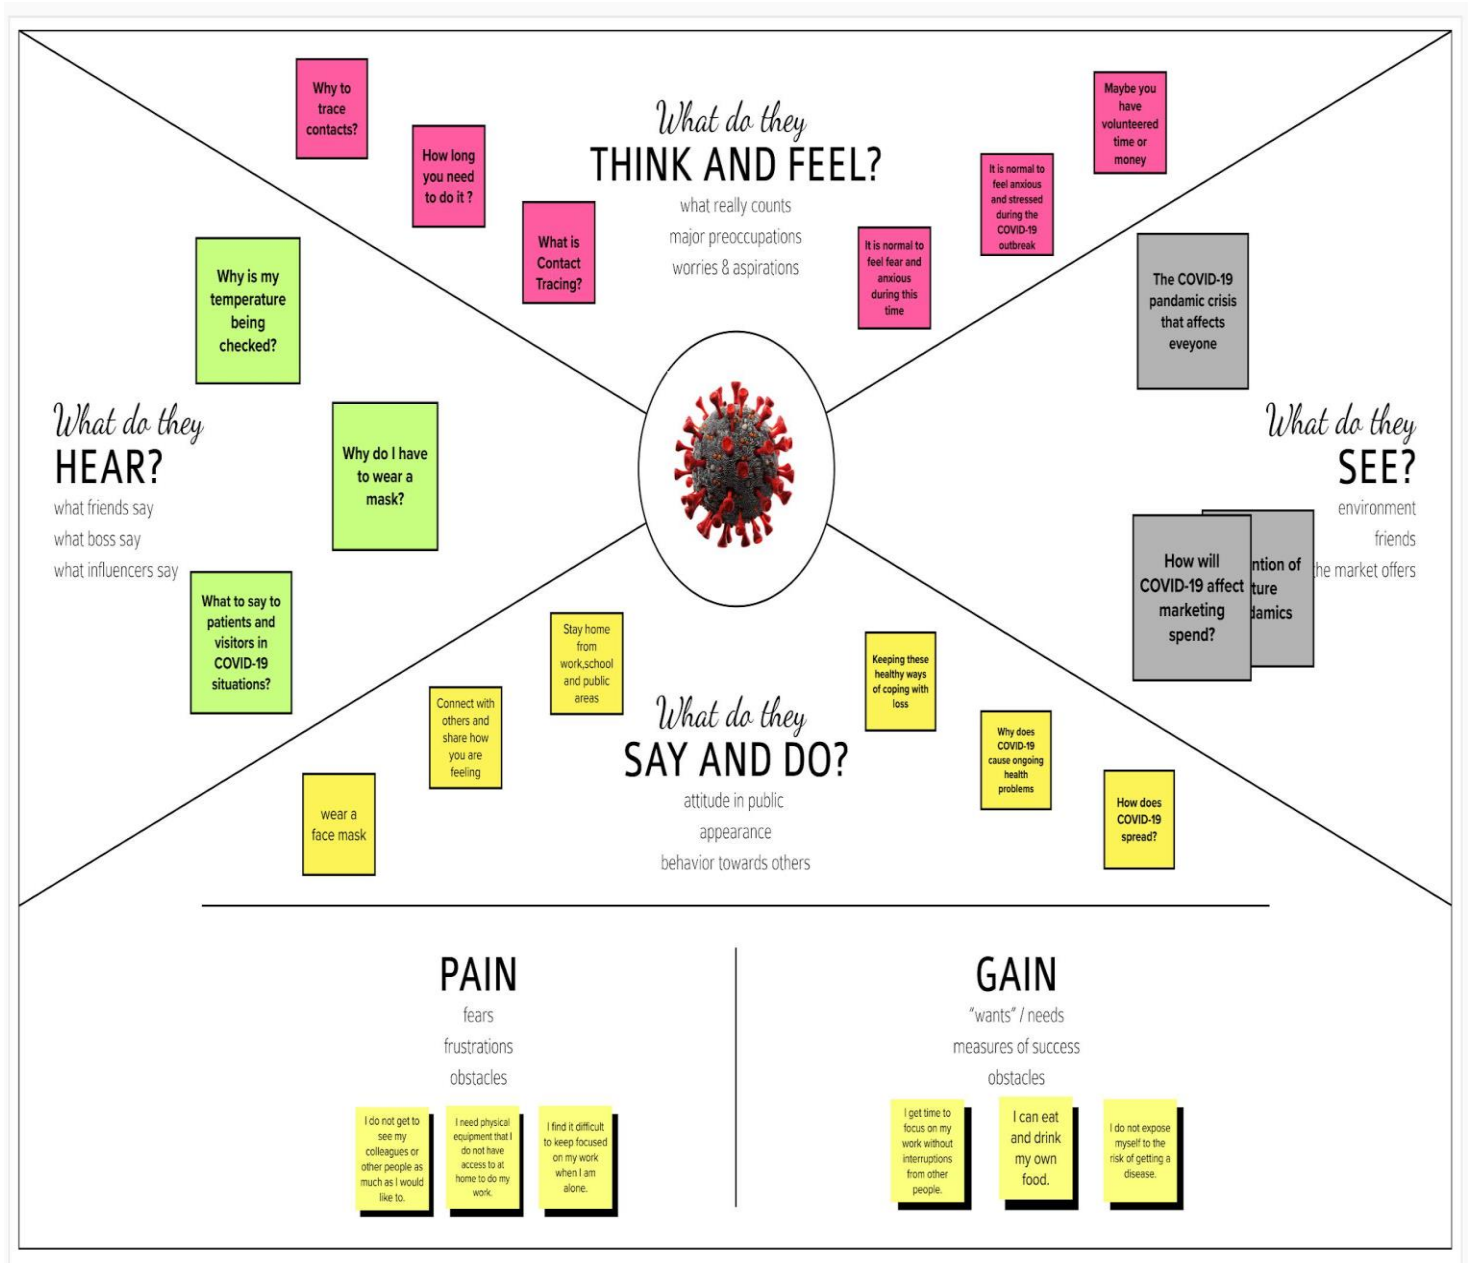 Why to
trace
contacts?
How long
you need
to do it ?
What is
Contact
Tracing?
What do they
THINK AND FEEL?
what really counts
major preoccupations
worries & aspirations
It is normal to
feel fear and
anxious
during this
time
It is normal to
feel anxious
and stressed
during the
COVID-19
outbreak
Maybe you
have
volunteered
time or
money
Why is my
temperature
being
checked?
What do they
HEAR?
what friends say
what boss say
what influencers say
Why do I have
to wear a
mask?
What to say to
patients and
visitors in
COVID-19
situations?
The COVID-19
pandamic crisis
that affects
eveyone
What do they
SEE?
environment
friends
the market offers
How will
COVID-19 affect
marketing
spend?
of
wear a
face mask
Connect with
others and
share how
you are
feeling
Stay home
from
work,school
and public
areas
What do they
SAY AND DO?
attitude in public
appearance
behavior towards others
Keeping these
healthy ways
of coping with
loss
Why does
COVID-19
cause ongoing
health
problems
How does
COVID-19
spread?
PAIN
fears
frustrations
obstacles
I do not get to
see my
colleagues or
other people as
much as I would
like to.
I need physical
equipment that I
do not have
access to at
home to do my
work.
I find it difficult
to keep focused
on my work
when I am
alone.
GAIN
"wants" / needs
measures of success
obstacles
I get time to
focus on my
work without
interruptions
from other
people.
I can eat
and drink
my own
food.
I do not expose
myself to the
risk of getting a
disease.